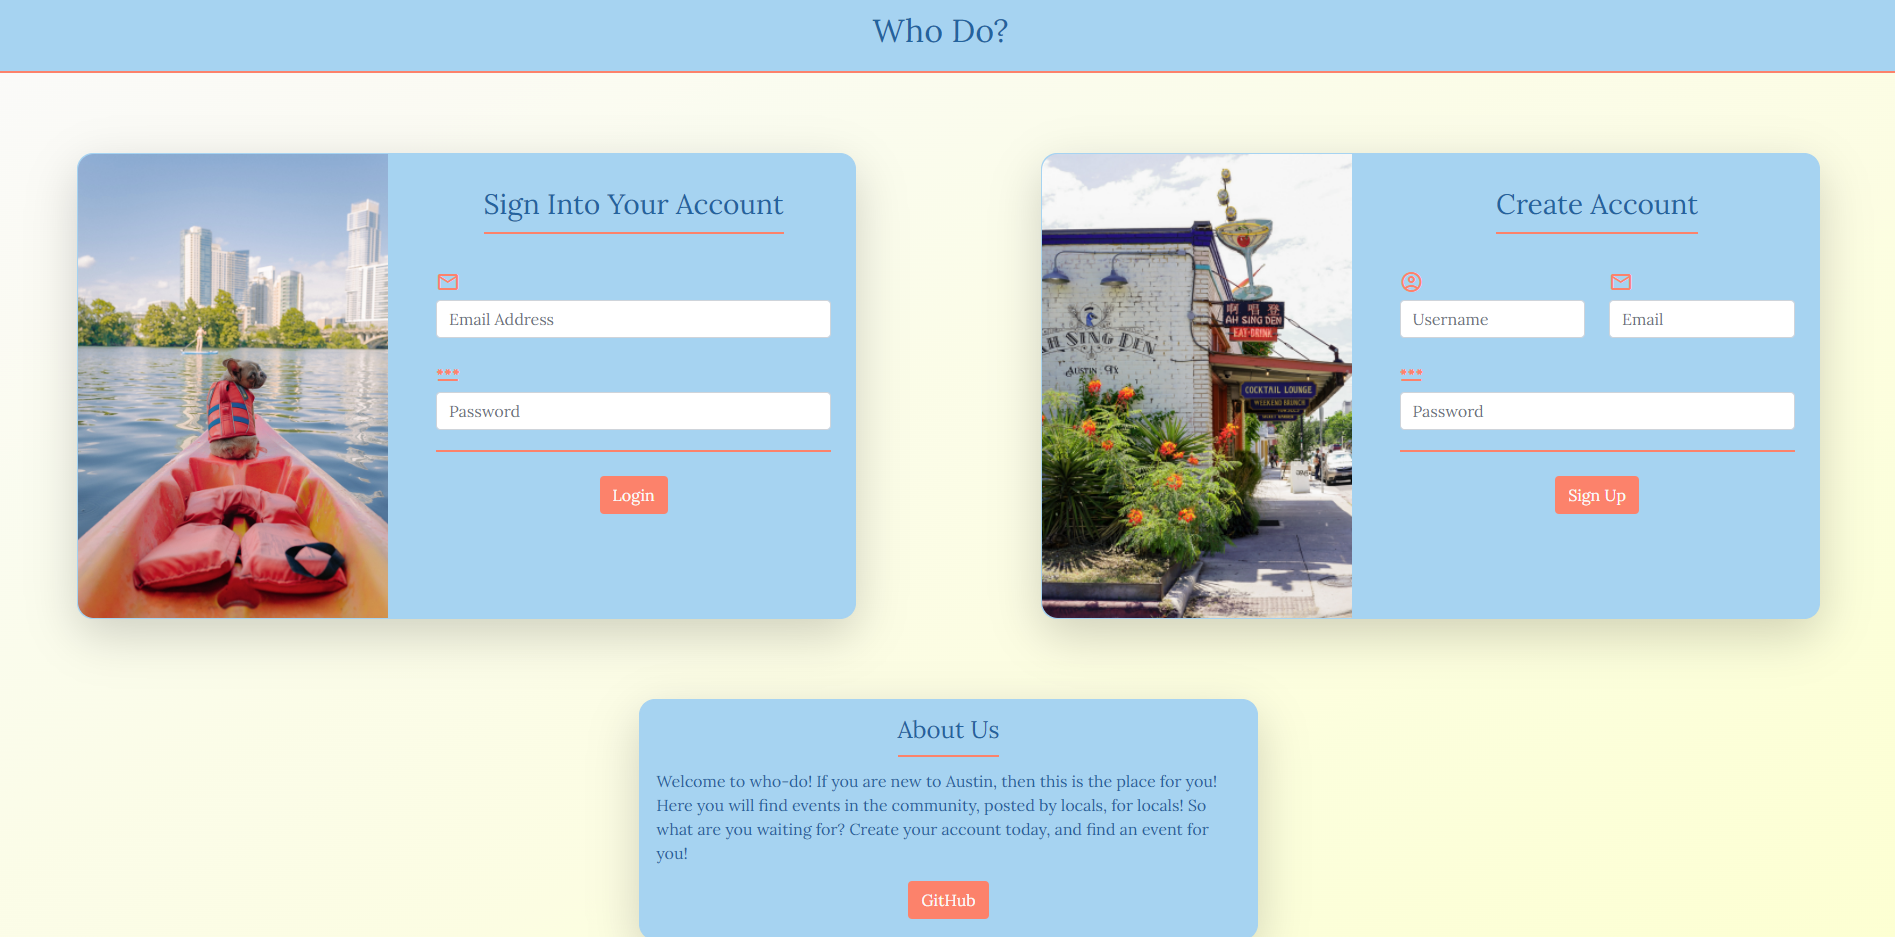 Who Do?
Sign Into Your Account
Email Address
***
Password
Login
啊 唱 登
AH SING DEN
EAT-DRINK
AH SING DEN
AUSTIN, TX
COCKTAIL LOUNGE
WEEKEND BRUNCH
Create Account
Username
Email
***
Password
Sign Up
About Us
Welcome to who-do! If you are new to Austin, then this is the place for you!
Here you will find events in the community, posted by locals, for locals! So
what are you waiting for? Create your account today, and find an event for
you!
GitHub